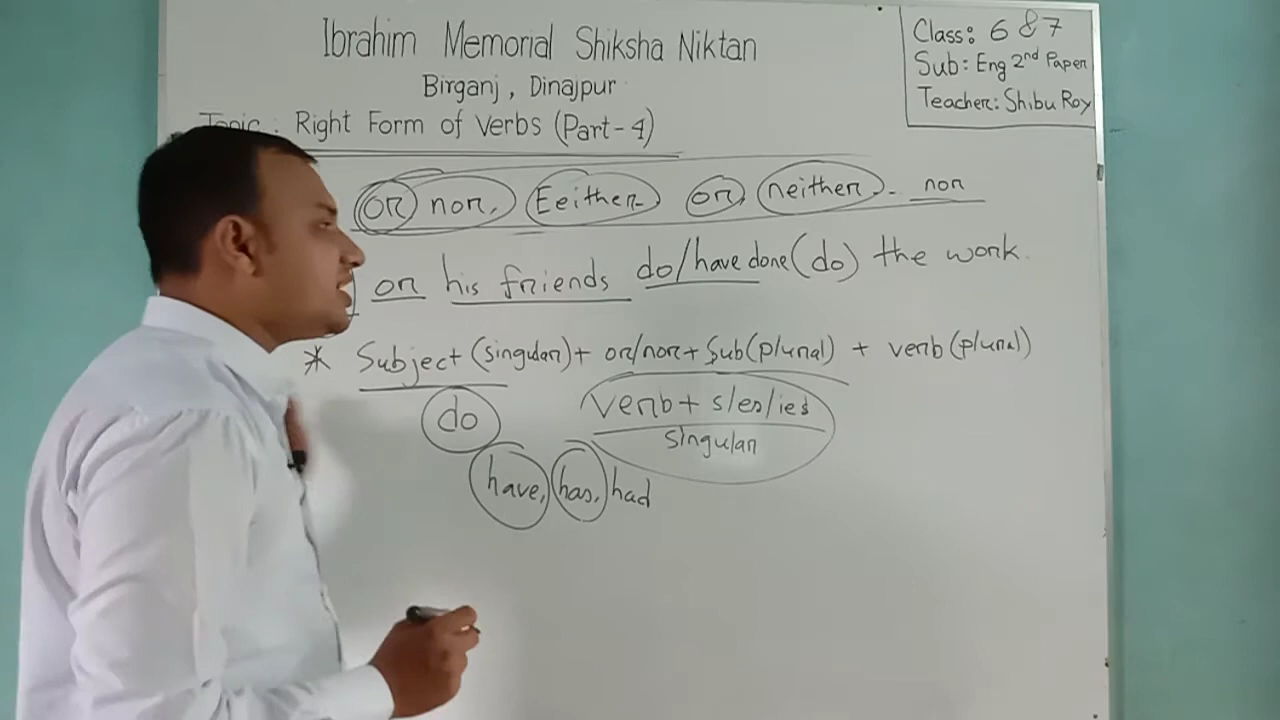 Ibrahim Memorial Shiksha Niktan
Birganj, Dinajpur
Class: 6 & 7
Sub: Eng 2nd Paper
Teacher: Shibu Roy
Topic: Right Form of Verbs (Part-4)
or nor, Eeither or, neither - nor
or his friends do/have done (do) the work.
* Subject (singular) + or/nor + Sub(plural) + verb (plural)
do
verb + s/es/ies
singular
have, has, had